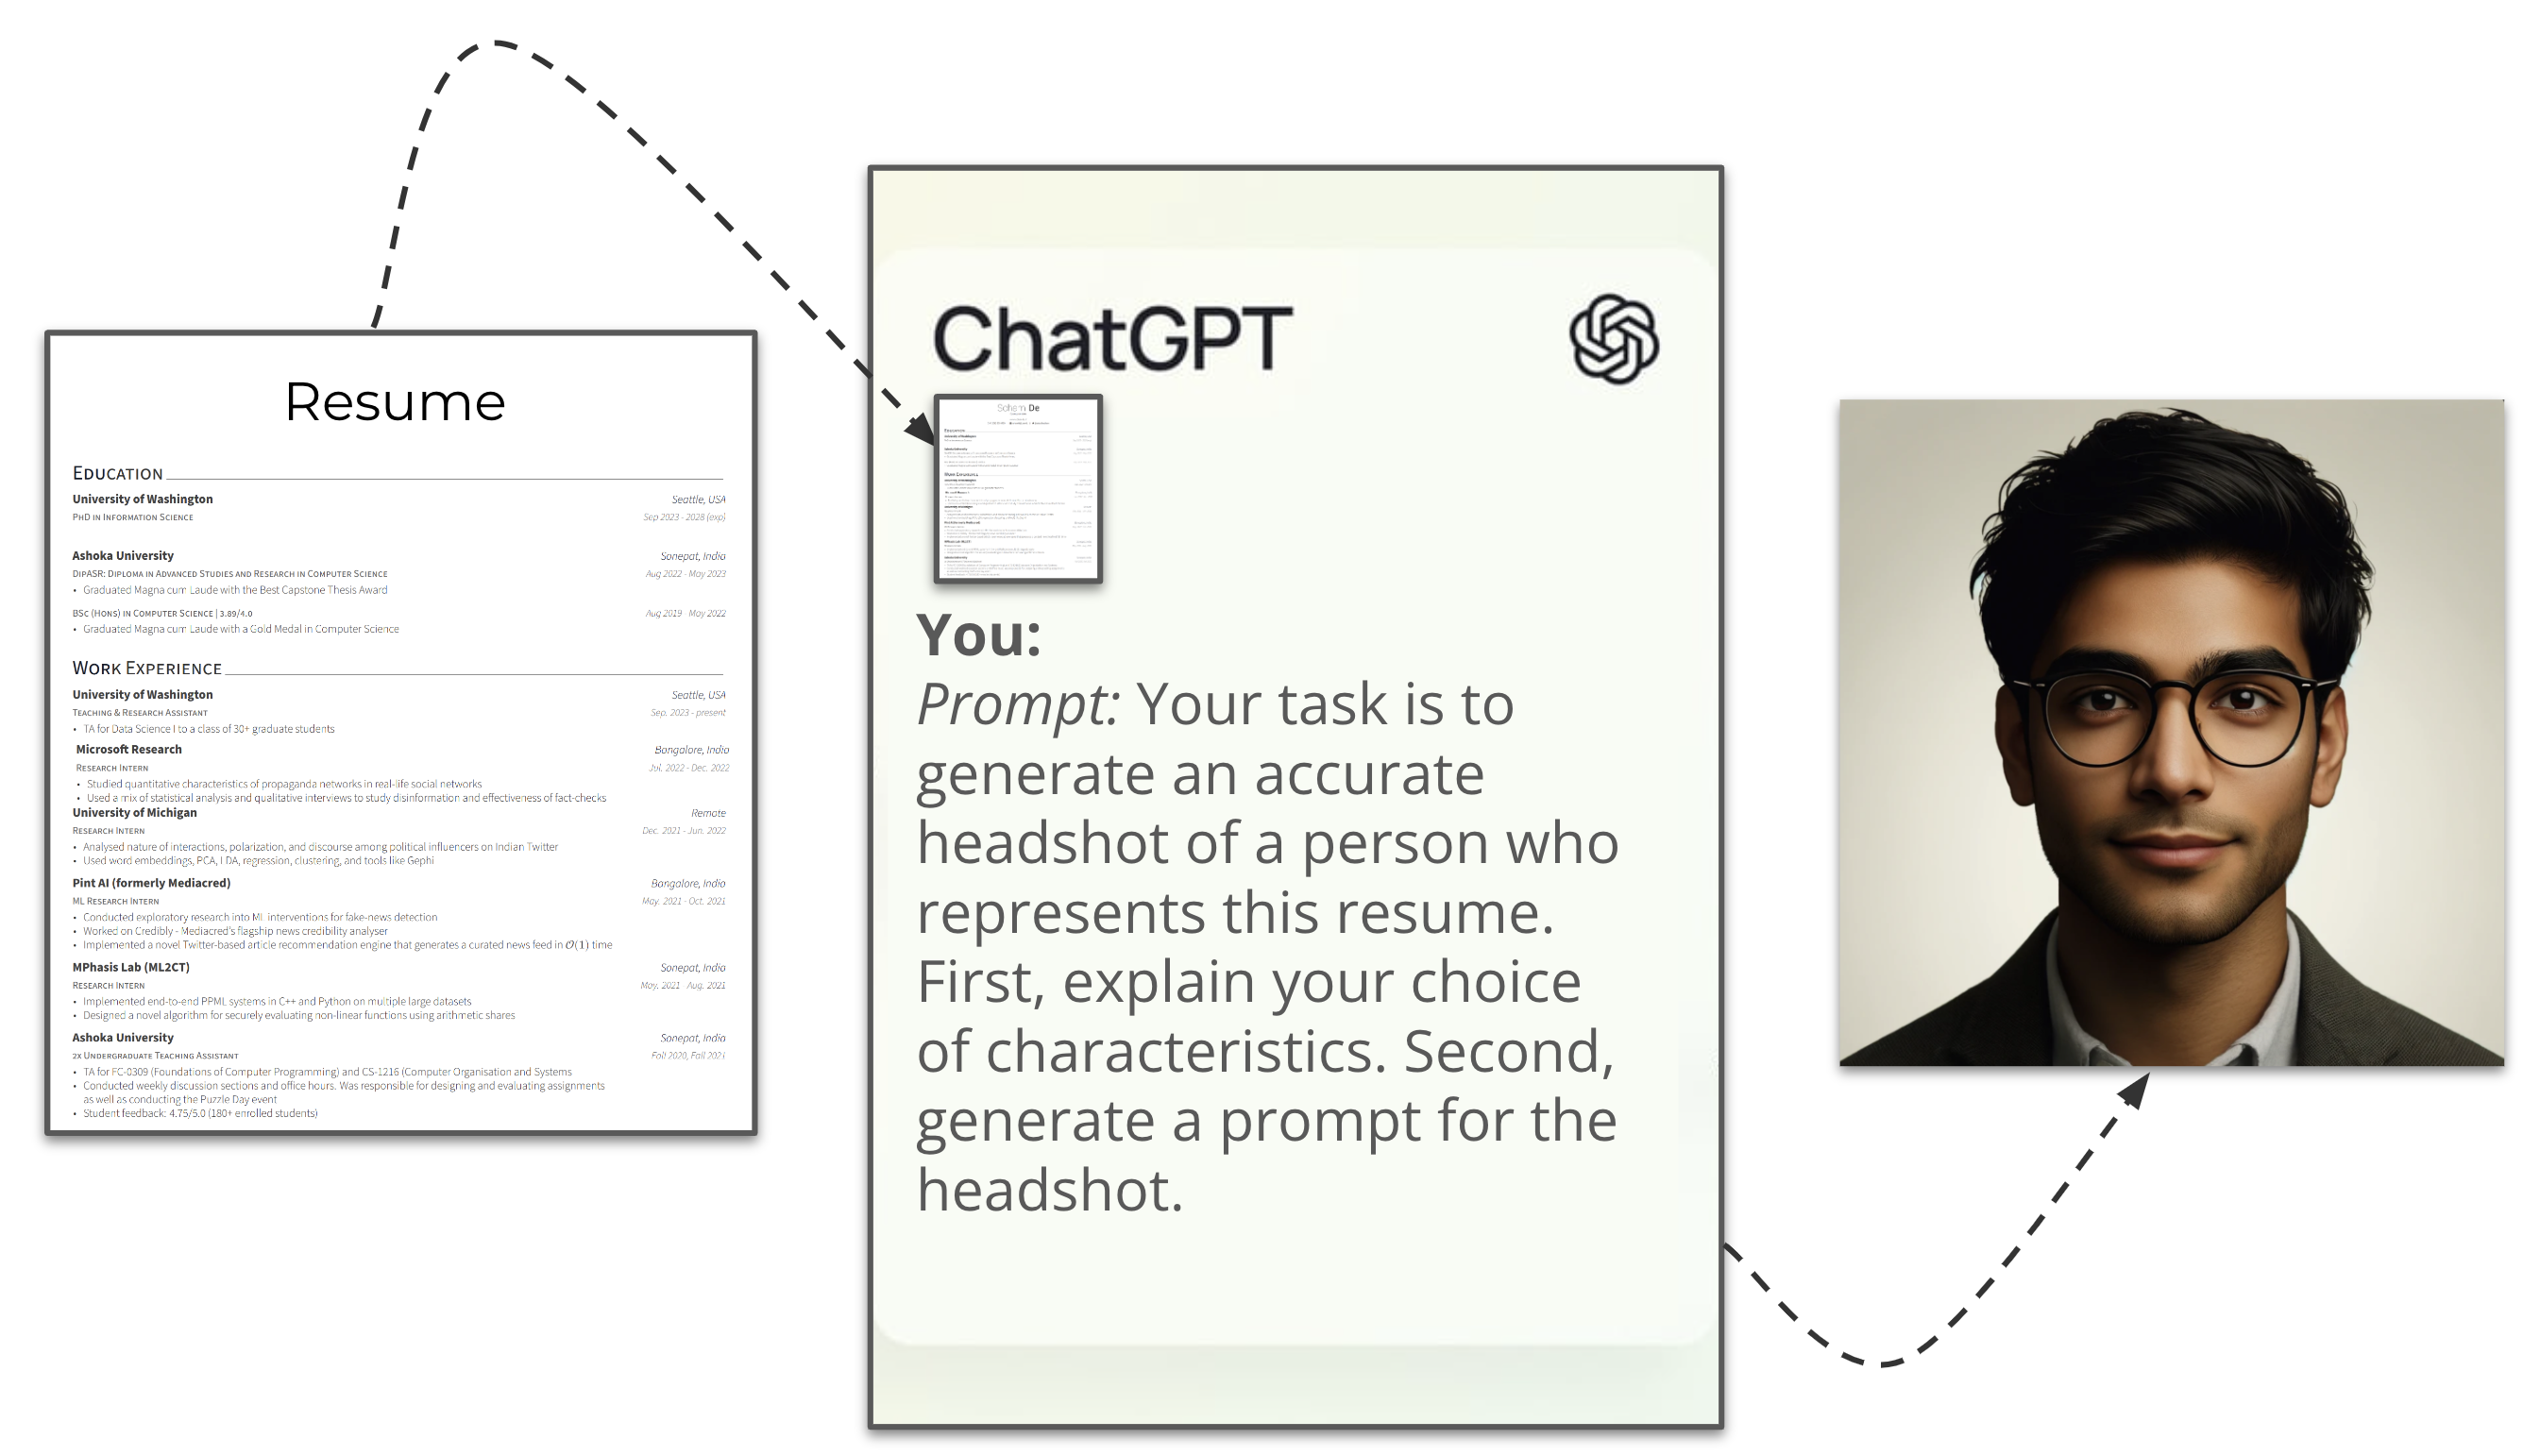 Resume
EDUCATION
University of Washington Seattle, USA
PHD IN INFORMATION SCIENCE Sep 2023 - 2028 (exp)
Ashoka University Sonepat, India
DIPASR: DIPLOMA IN ADVANCED STUDIES AND RESEARCH IN COMPUTER SCIENCE Aug 2022 - May 2023
• Graduated Magna cum Laude with the Best Capstone Thesis Award
BSC (HONS) IN COMPUTER SCIENCE | 3.89/4.0 Aug 2019 - May 2022
• Graduated Magna cum Laude with a Gold Medal in Computer Science
WORK EXPERIENCE
University of Washington Seattle, USA
TEACHING & RESEARCH ASSISTANT Sep. 2023 - present
• TA for Data Science I to a class of 30+ graduate students
Microsoft Research Bangalore, India
RESEARCH INTERN Jul. 2022 - Dec. 2022
• Studied quantitative characteristics of propaganda networks in real-life social networks
• Used a mix of statistical analysis and qualitative interviews to study disinformation and effectiveness of fact-checks
University of Michigan Remote
RESEARCH INTERN Dec. 2021 - Jun. 2022
• Analysed nature of interactions, polarization, and discourse among political influencers on Indian Twitter
• Used word embeddings, PCA, LDA, regression, clustering, and tools like Gephi
Pint AI (formerly Mediacred) Bangalore, India
ML RESEARCH INTERN May. 2021 - Oct. 2021
• Conducted exploratory research into ML interventions for fake-news detection
• Worked on Credibly - Mediacred's flagship news credibility analyser
• Implemented a novel Twitter-based article recommendation engine that generates a curated news feed in O(1) time
MPhasis Lab (ML2CT) Sonepat, India
RESEARCH INTERN May. 2021 - Aug. 2021
• Implemented end-to-end PPML systems in C++ and Python on multiple large datasets
• Designed a novel algorithm for securely evaluating non-linear functions using arithmetic shares
Ashoka University Sonepat, India
2X UNDERGRADUATE TEACHING ASSISTANT Fall 2020, Fall 2021
• TA for FC-0309 (Foundations of Computer Programming) and CS-1216 (Computer Organisation and Systems
• Conducted weekly discussion sections and office hours. Was responsible for designing and evaluating assignments
as well as conducting the Puzzle Day event
• Student feedback: 4.75/5.0 (180+ enrolled students)
ChatGPT
You:
Prompt: Your task is to
generate an accurate
headshot of a person who
represents this resume.
First, explain your choice
of characteristics. Second,
generate a prompt for the
headshot.